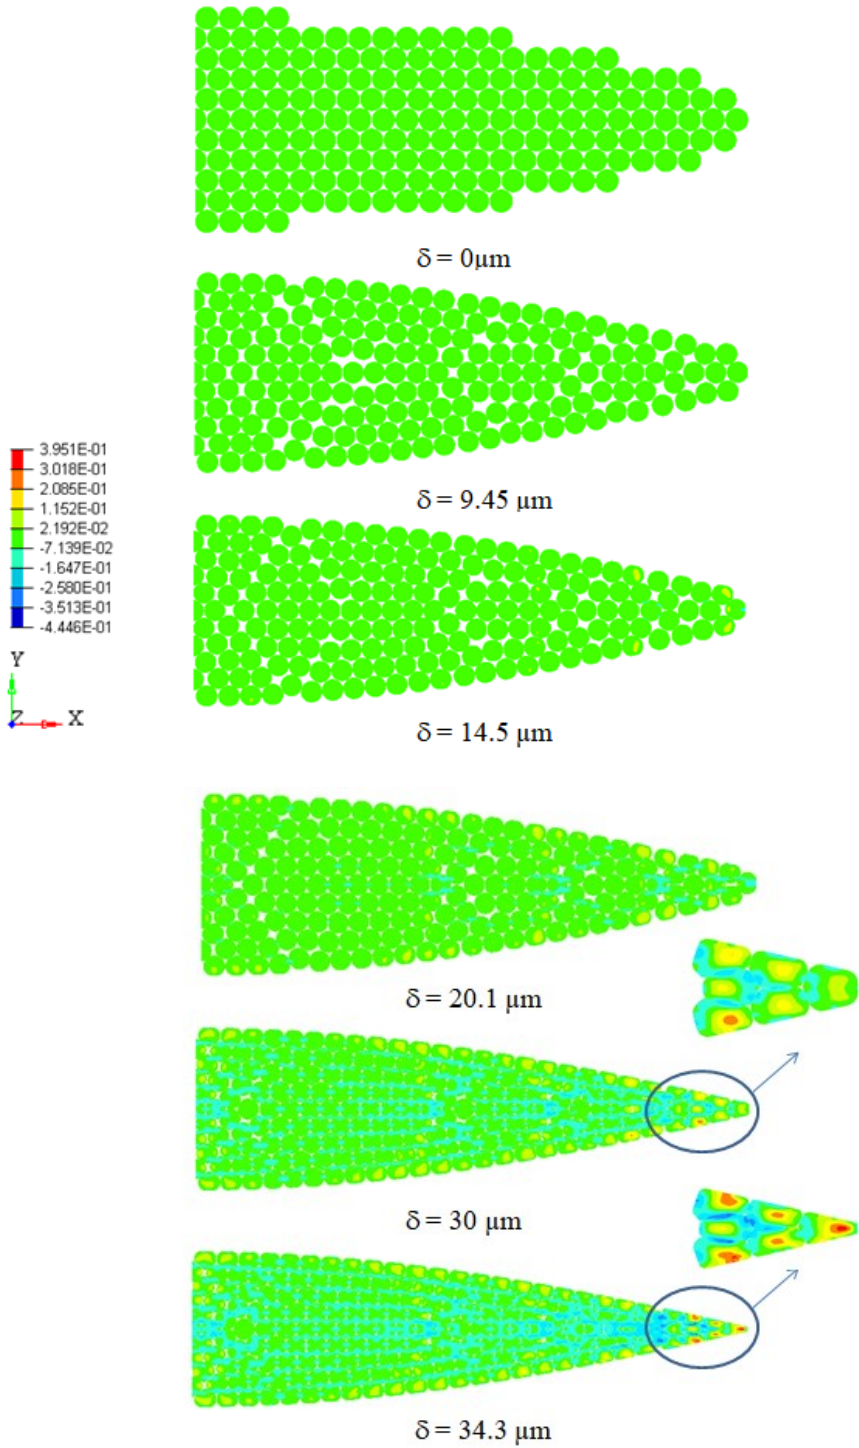 δ = 0μm
δ = 9.45 μm
3.951E-01
3.018E-01
2.085E-01
1.152E-01
2.192E-02
-7.139E-02
-1.647E-01
-2.580E-01
-3.513E-01
-4.446E-01
Y
Z
X
δ = 14.5 μm
δ = 20.1 μm
δ = 30 μm
δ = 34.3 μm